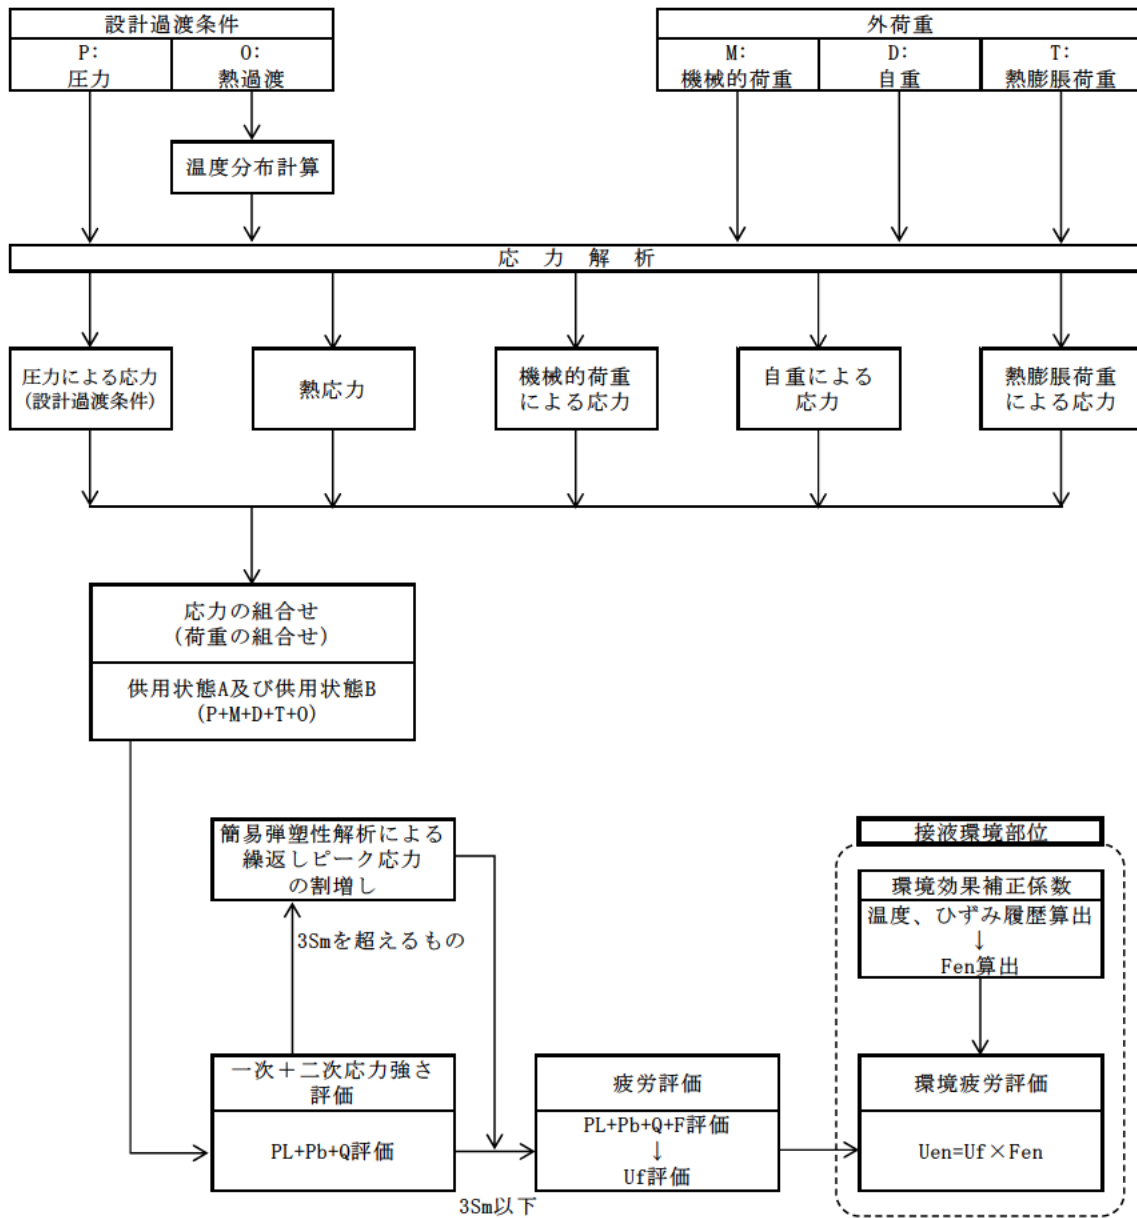 設計過渡条件
P:
圧力
O:
熱過渡
外荷重
M:
機械的荷重
D:
自重
T:
熱膨脹荷重
温度分布計算
応 力 解 析
圧力による応力
(設計過渡条件)
熱応力
機械的荷重
による応力
自重による
応力
熱膨脹荷重
による応力
応力の組合せ
(荷重の組合せ)
供用状態A及び供用状態B
(P+M+D+T+O)
簡易弾塑性解析による
繰返しピーク応力
の割増し
3Smを超えるもの
接液環境部位
環境効果補正係数
温度、ひずみ履歴算出
↓
Fen算出
一次＋二次応力強さ
評価
PL+Pb+Q評価
3Sm以下
疲労評価
PL+Pb+Q+F評価
↓
Uf評価
環境疲労評価
Uen=Uf×Fen